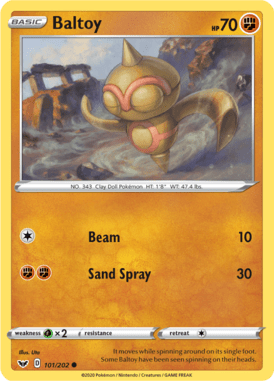 BASIC Baltoy HP 70
NO. 343 Clay Doll Pokémon HT: 1'8" WT: 47.4 lbs.
Beam 10
Sand Spray 30
Illus. Uta
weakness ×2 resistance retreat
D 101/202
It moves while spinning around on its single foot.
Some Baltoy have been seen spinning on their heads.
©2020 Pokémon / Nintendo / Creatures / GAME FREAK